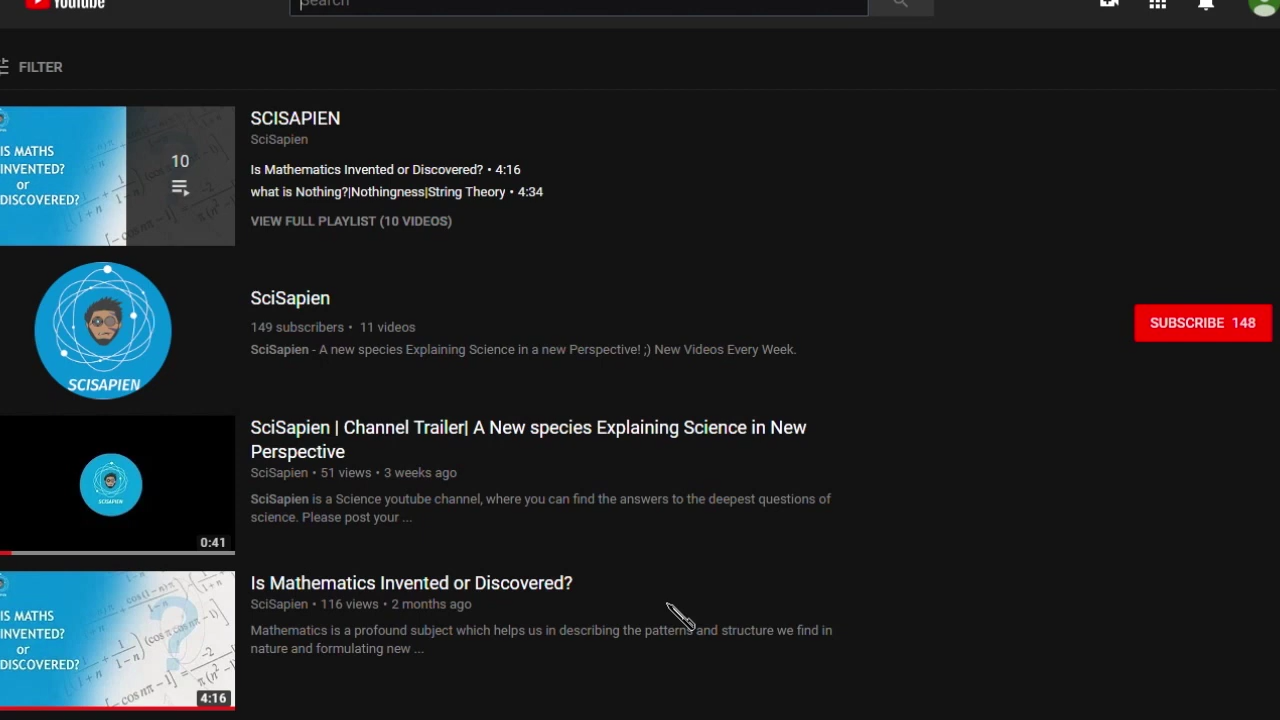 YouTube
Search
FILTER
IS MATHS
INVENTED?
or
DISCOVERED?
10
SCISAPIEN
SciSapien
Is Mathematics Invented or Discovered? • 4:16
what is Nothing?|Nothingness|String Theory • 4:34
VIEW FULL PLAYLIST (10 VIDEOS)
SCISAPIEN
SciSapien
149 subscribers • 11 videos
SciSapien - A new species Explaining Science in a new Perspective! ;) New Videos Every Week.
SUBSCRIBE 148
SCISAPIEN
0:41
SciSapien | Channel Trailer| A New species Explaining Science in New
Perspective
SciSapien • 51 views • 3 weeks ago
SciSapien is a Science youtube channel, where you can find the answers to the deepest questions of
science. Please post your ...
IS MATHS
INVENTED?
or
DISCOVERED?
4:16
Is Mathematics Invented or Discovered?
SciSapien • 116 views • 2 months ago
Mathematics is a profound subject which helps us in describing the patterns and structure we find in
nature and formulating new ...